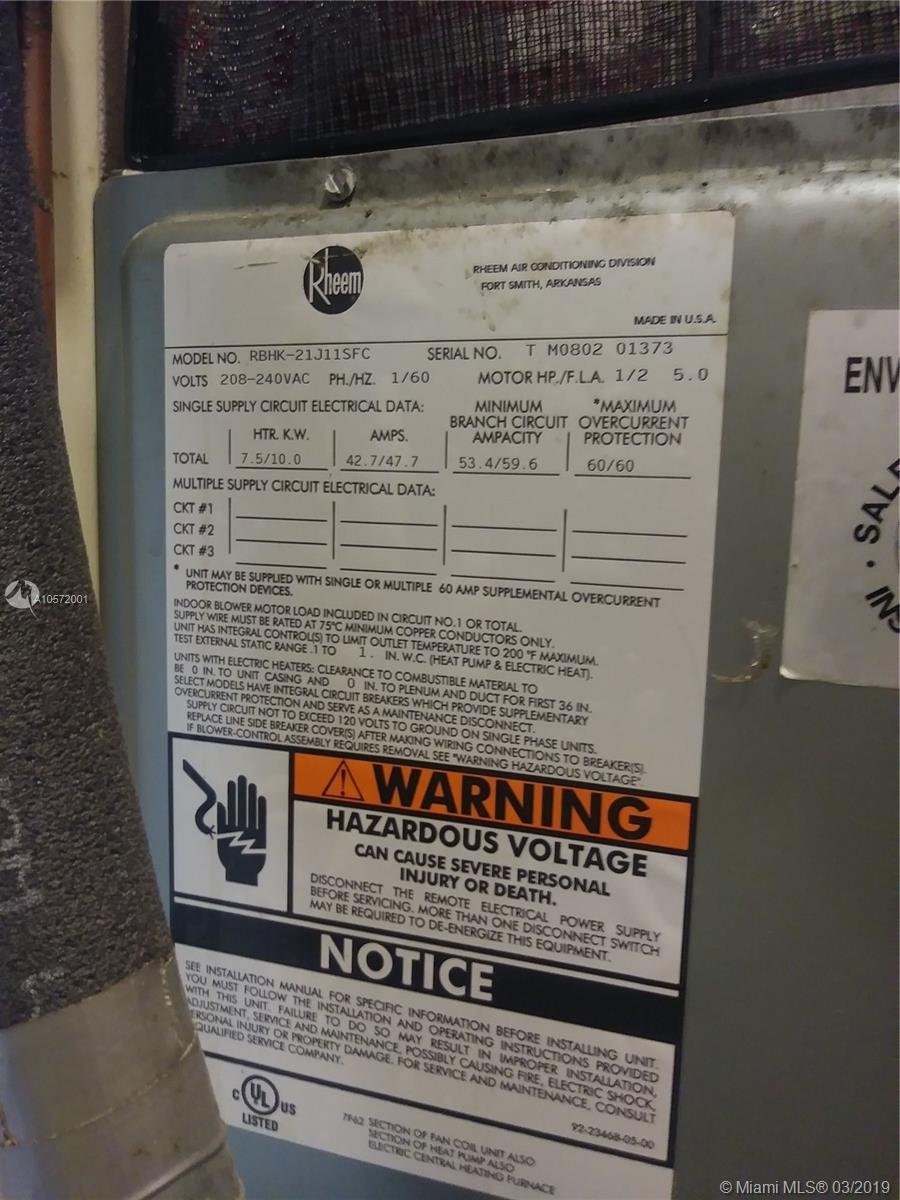 Rheem
RHEEM AIR CONDITIONING DIVISION
FORT SMITH, ARKANSAS
MADE IN U.S.A.
MODEL NO. RBHK-21J11SFC SERIAL NO. T M0802 01373
VOLTS 208-240VAC PH./HZ. 1/60 MOTOR HP./F.L.A. 1/2 5.0
SINGLE SUPPLY CIRCUIT ELECTRICAL DATA: MINIMUM *MAXIMUM
BRANCH CIRCUIT OVERCURRENT
HTR. K.W. AMPS. AMPACITY PROTECTION
TOTAL 7.5/10.0 42.7/47.7 53.4/59.6 60/60
MULTIPLE SUPPLY CIRCUIT ELECTRICAL DATA:
CKT #1
CKT #2
CKT #3
* UNIT MAY BE SUPPLIED WITH SINGLE OR MULTIPLE 60 AMP SUPPLEMENTAL OVERCURRENT
PROTECTION DEVICES.
INDOOR BLOWER MOTOR LOAD INCLUDED IN CIRCUIT NO.1 OR TOTAL.
SUPPLY WIRE MUST BE RATED AT 75°C MINIMUM COPPER CONDUCTORS ONLY.
UNIT HAS INTEGRAL CONTROL(S) TO LIMIT OUTLET TEMPERATURE TO 200 °F MAXIMUM.
TEST EXTERNAL STATIC RANGE .1 TO 1. IN. W.C. (HEAT PUMP & ELECTRIC HEAT).
UNITS WITH ELECTRIC HEATERS: CLEARANCE TO COMBUSTIBLE MATERIAL TO
BE 0 IN. TO UNIT CASING AND 0 IN. TO PLENUM AND DUCT FOR FIRST 36 IN.
SELECT MODELS HAVE INTEGRAL CIRCUIT BREAKERS WHICH PROVIDE SUPPLEMENTARY
OVERCURRENT PROTECTION AND SERVE AS A MAINTENANCE DISCONNECT.
SUPPLY CIRCUIT NOT TO EXCEED 120 VOLTS TO GROUND ON SINGLE PHASE UNITS.
REPLACE LINE SIDE BREAKER COVER(S) AFTER MAKING WIRING CONNECTIONS TO BREAKER(S).
IF BLOWER-CONTROL ASSEMBLY REQUIRES REMOVAL SEE "WARNING HAZARDOUS VOLTAGE".
WARNING
HAZARDOUS VOLTAGE
CAN CAUSE SEVERE PERSONAL
INJURY OR DEATH.
DISCONNECT THE REMOTE ELECTRICAL POWER SUPPLY
BEFORE SERVICING. MORE THAN ONE DISCONNECT SWITCH
MAY BE REQUIRED TO DE-ENERGIZE THIS EQUIPMENT.
NOTICE
SEE INSTALLATION MANUAL FOR SPECIFIC INFORMATION BEFORE INSTALLING UNIT.
YOU MUST FOLLOW THE INSTALLATION AND OPERATING INSTRUCTIONS PROVIDED
WITH THIS UNIT. FAILURE TO DO SO MAY RESULT IN IMPROPER INSTALLATION,
ADJUSTMENT, SERVICE AND MAINTENANCE, POSSIBLY CAUSING FIRE, ELECTRIC SHOCK,
ERSONAL INJURY OR PROPERTY DAMAGE. FOR SERVICE AND MAINTENANCE, CONSULT
QUALIFIED SERVICE COMPANY.
92-23468-05-00
C UL US
LISTED
7F62 SECTION OF FAN COIL UNIT ALSO
SECTION OF HEAT PUMP ALSO
ELECTRIC CENTRAL HEATING FURNACE
ENV
SAL
A10572001
© Miami MLS® 03/2019